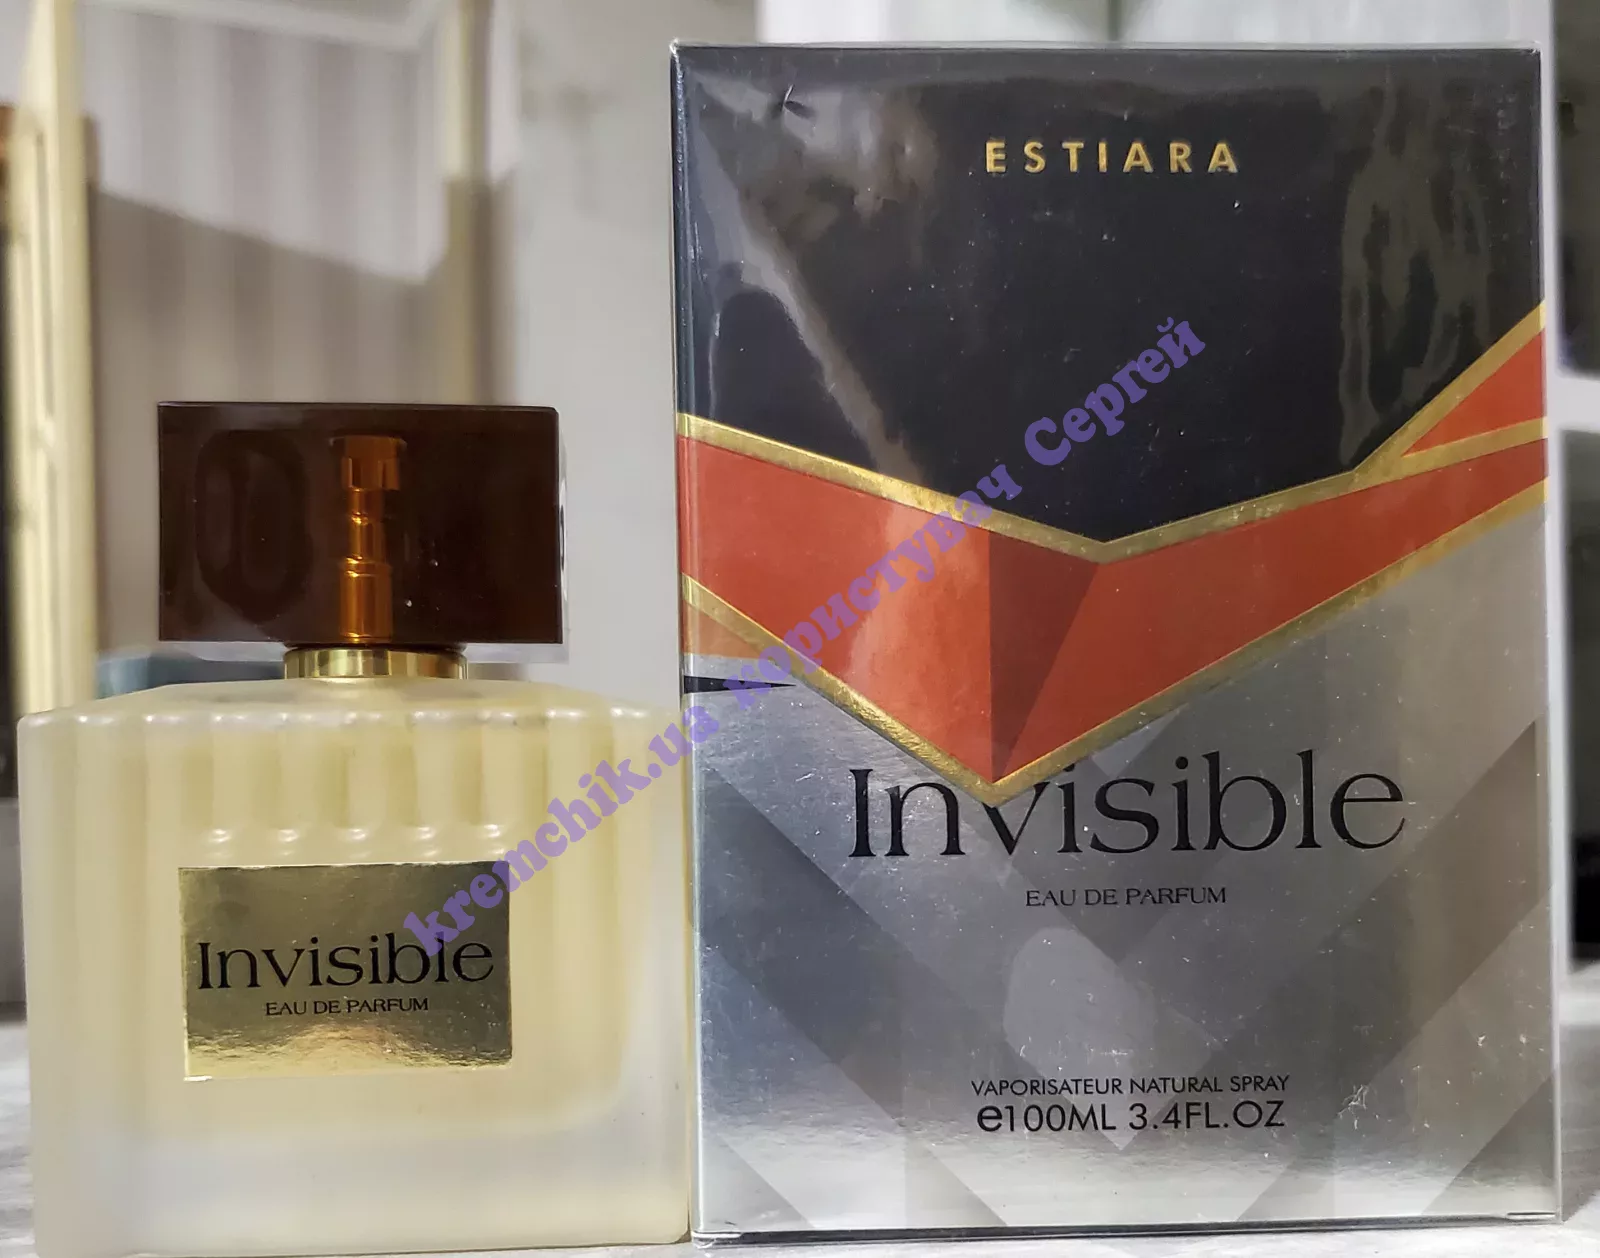 ESTIARA
Invisible
EAU DE PARFUM
VAPORISATEUR NATURAL SPRAY
e100ML 3.4FL.OZ
Invisible
EAU DE PARFUM
kremchik.ua користувач Сергей